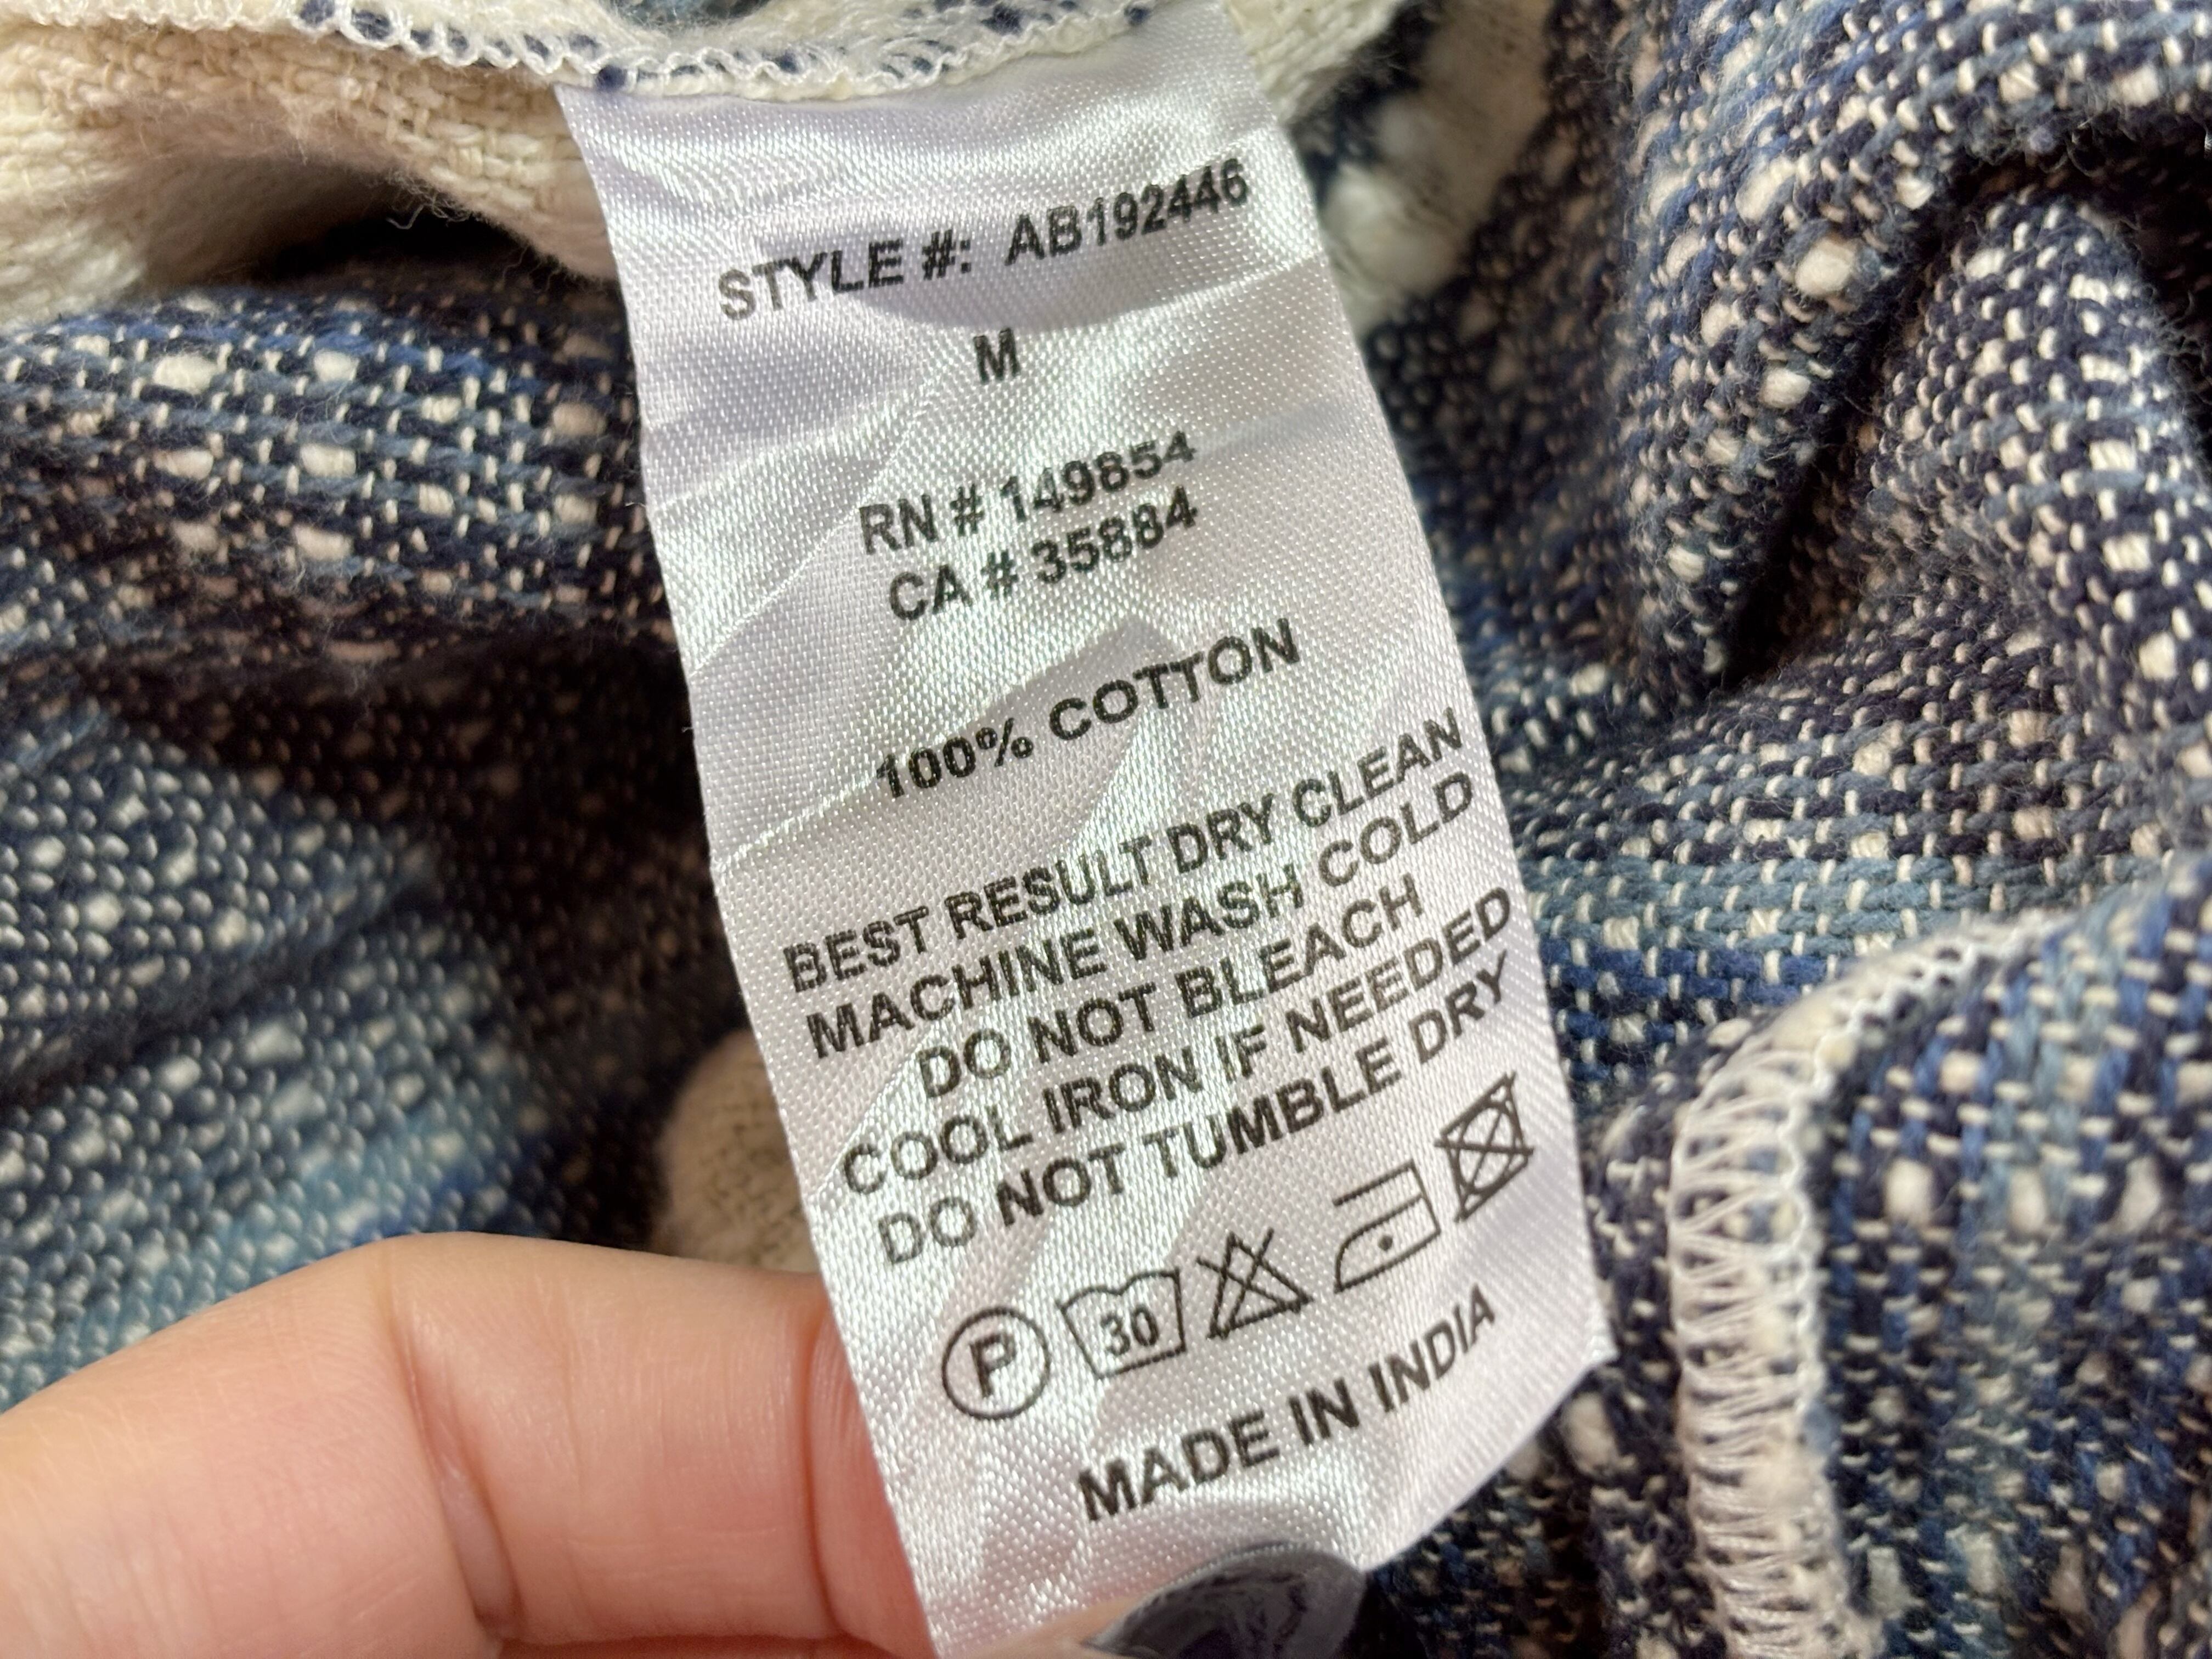 STYLE #: AB192446
M
RN # 149854
CA # 35884
100% COTTON
BEST RESULT DRY CLEAN
MACHINE WASH COLD
DO NOT BLEACH
COOL IRON IF NEEDED
DO NOT TUMBLE DRY
P 30
MADE IN INDIA